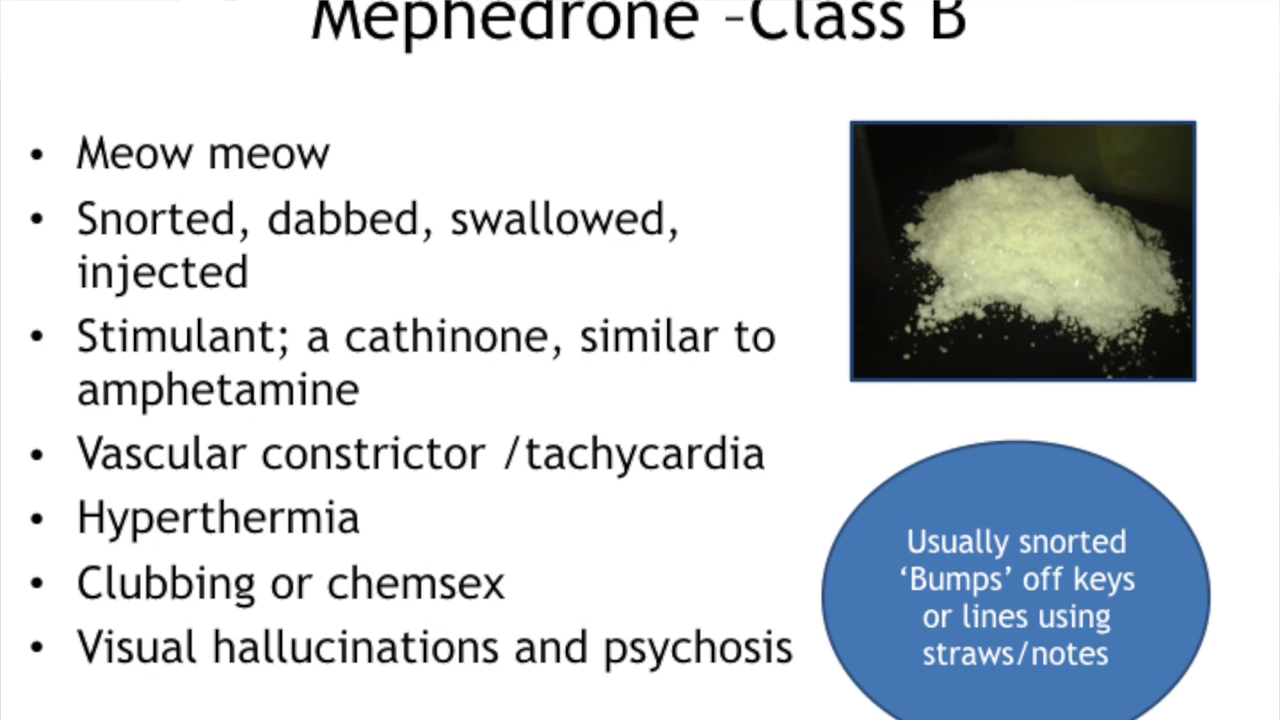 Mephedrone –Class B
• Meow meow
• Snorted, dabbed, swallowed,
injected
• Stimulant; a cathinone, similar to
amphetamine
• Vascular constrictor /tachycardia
• Hyperthermia
• Clubbing or chemsex
• Visual hallucinations and psychosis
Usually snorted
‘Bumps’ off keys
or lines using
straws/notes